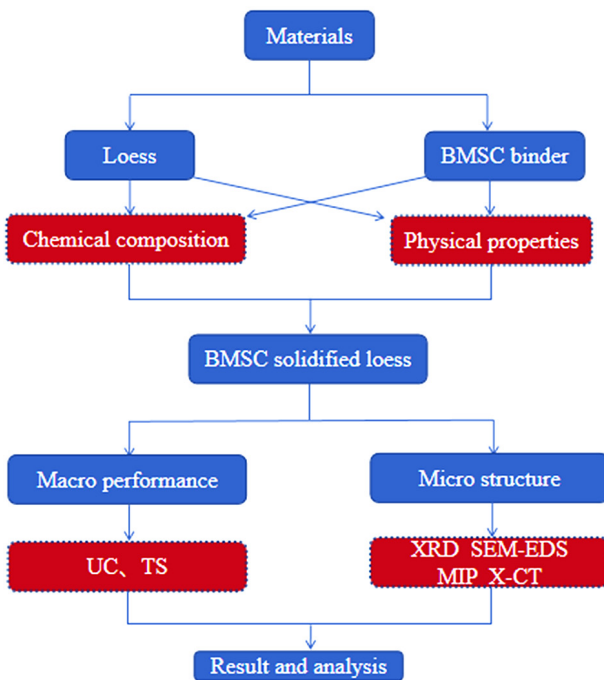 Materials
Loess
BMSC binder
Chemical composition
Physical properties
BMSC solidified loess
Macro performance
Micro structure
UC、TS
XRD SEM-EDS
MIP X-CT
Result and analysis